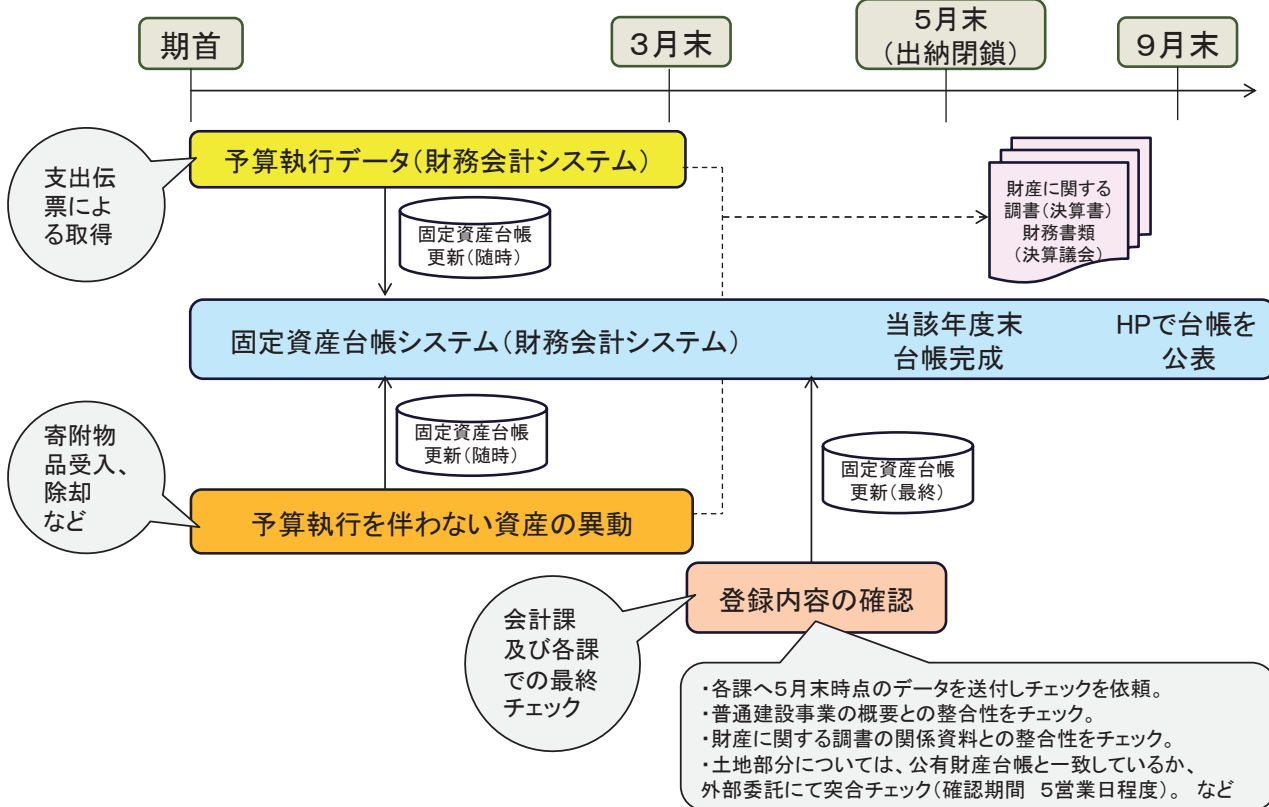 期首
3月末
5月末
(出納閉鎖)
9月末
予算執行データ(財務会計システム)
支出伝
票によ
る取得
固定資産台帳
更新(随時)
財産に関する
調書(決算書)
財務書類
(決算議会)
固定資産台帳システム(財務会計システム)
当該年度末
台帳完成
HPで台帳を
公表
固定資産台帳
更新(随時)
寄附物
品受入、
除却
など
固定資産台帳
更新(最終)
予算執行を伴わない資産の異動
登録内容の確認
会計課
及び各課
での最終
チェック
・各課へ5月末時点のデータを送付しチェックを依頼。
・普通建設事業の概要との整合性をチェック。
・財産に関する調書の関係資料との整合性をチェック。
・土地部分については、公有財産台帳と一致しているか、
外部委託にて突合チェック(確認期間 5営業日程度)。 など